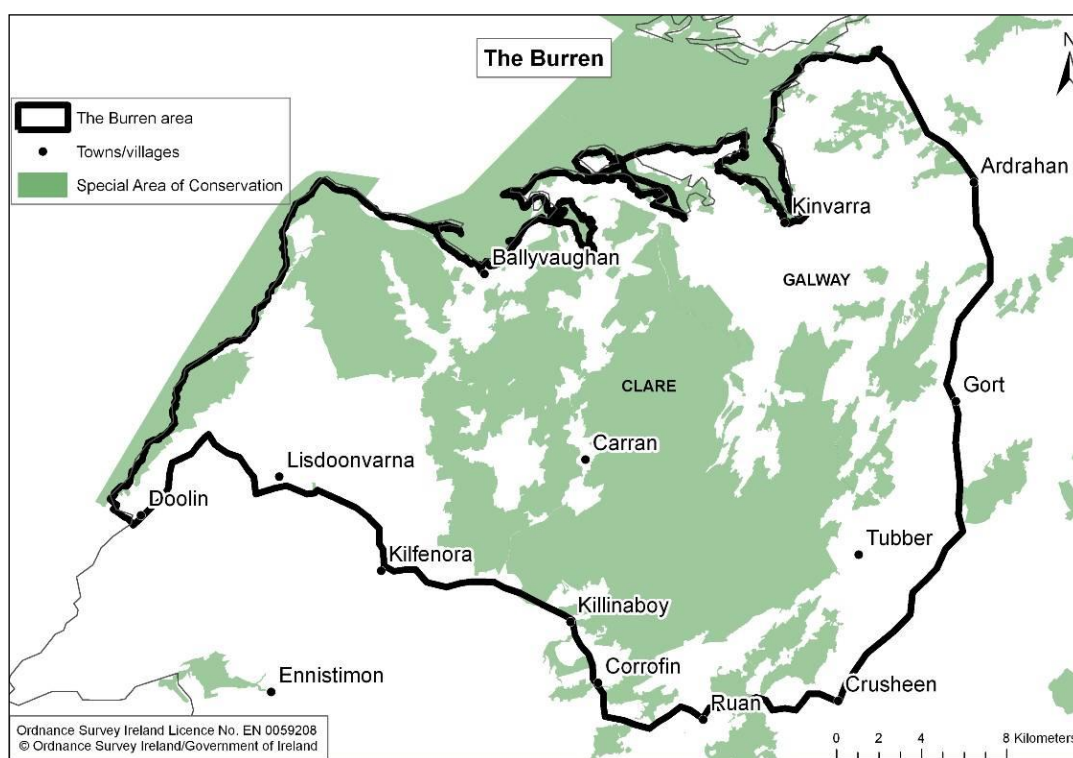 The Burren
N
The Burren area
Towns/villages
Special Area of Conservation
Ardrahan
Kinvarra
Ballyvaughan
GALWAY
CLARE
Gort
Carran
Lisdoonvarna
Doolin
Tubber
Kilfenora
Killinaboy
Corrofin
Ennistimon
Crusheen
Ruan
Ordnance Survey Ireland Licence No. EN 0059208
© Ordnance Survey Ireland/Government of Ireland
0 2 4 8 Kilometers